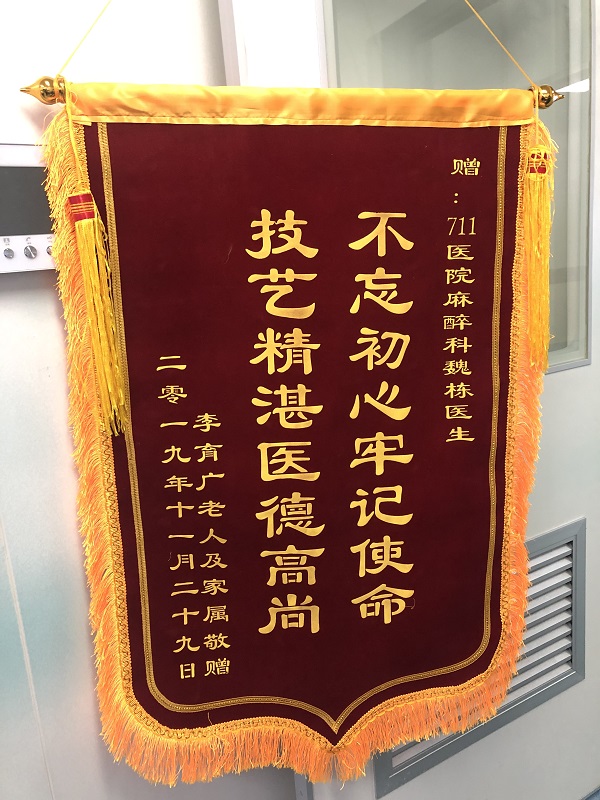 赠：711医院麻醉科魏栋医生
不忘初心牢记使命
技艺精湛医德高尚
李育广老人及家属敬赠
二零一九年十一月二十九日